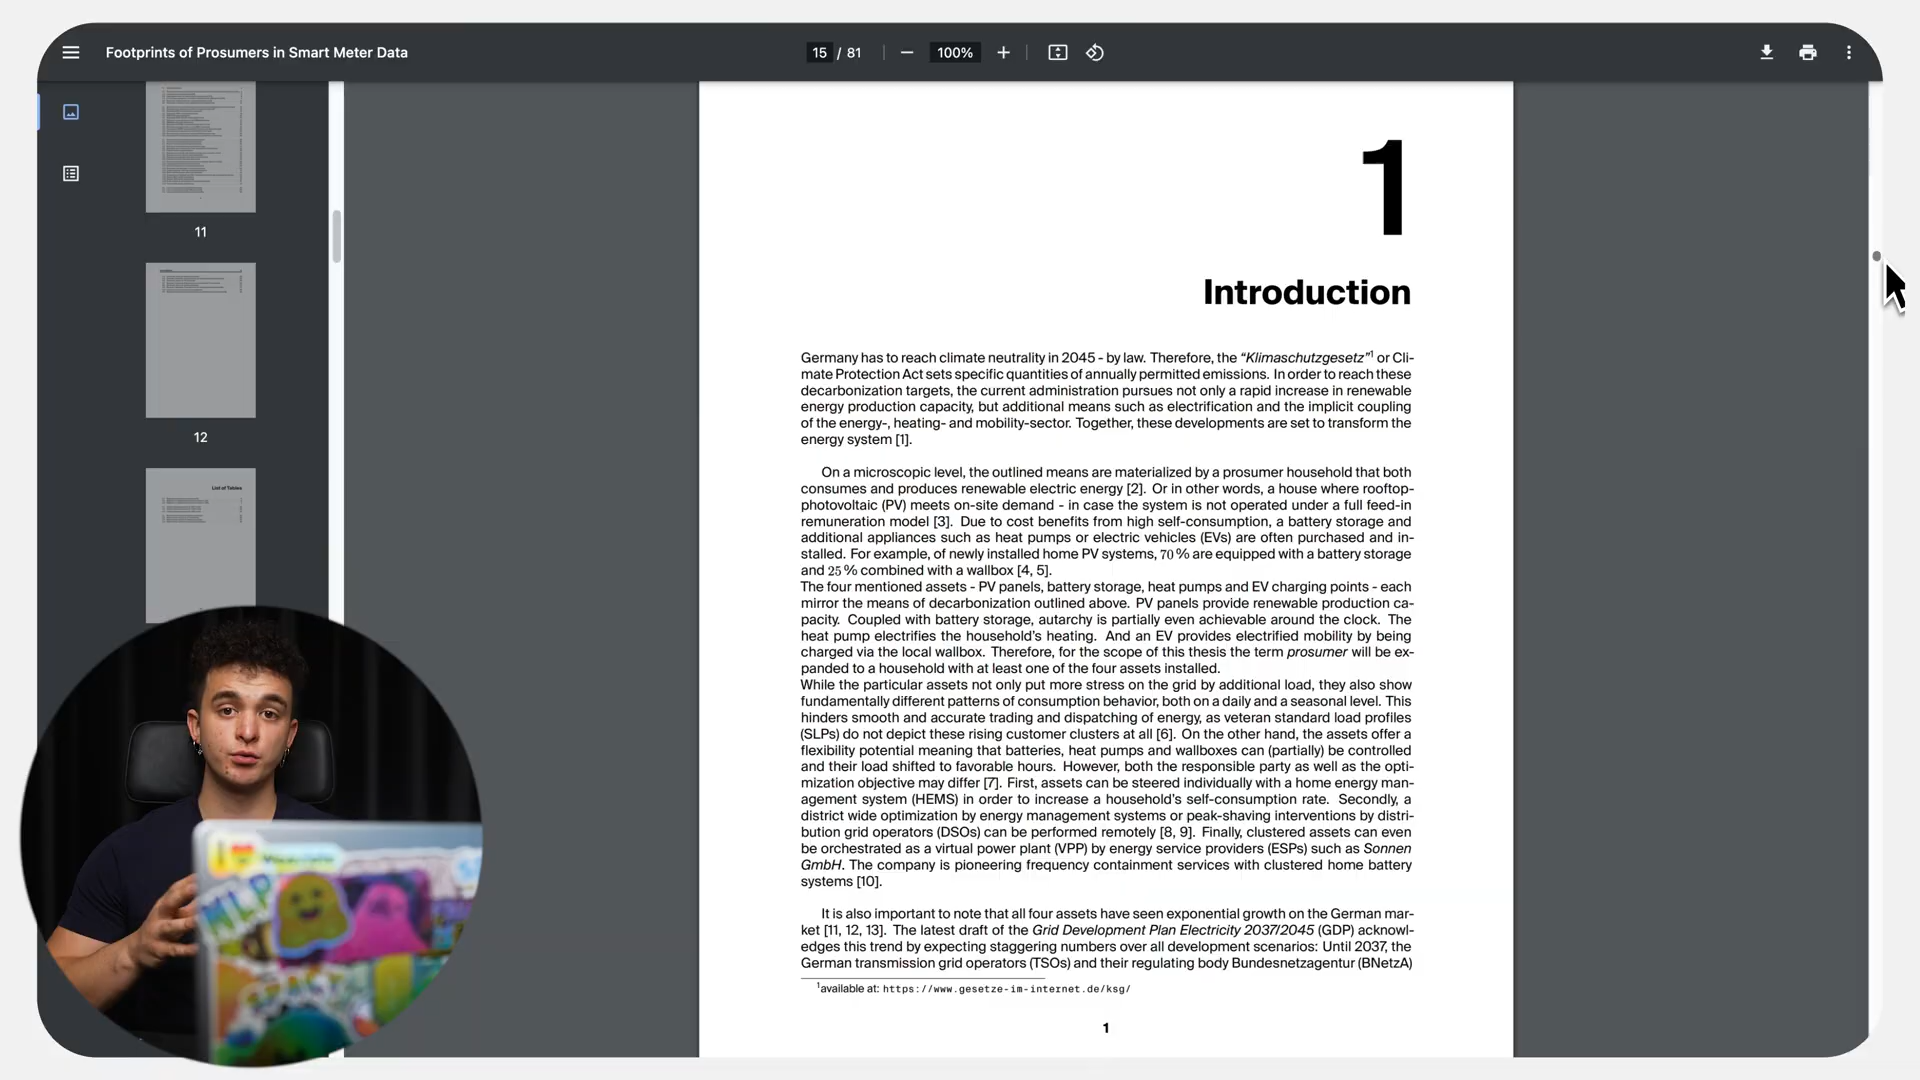 Footprints of Prosumers in Smart Meter Data
15 / 81
100%
11
12
List of Tables
1
Introduction
Germany has to reach climate neutrality in 2045 - by law. Therefore, the “Klimaschutzgesetz”1 or Cli-
mate Protection Act sets specific quantities of annually permitted emissions. In order to reach these
decarbonization targets, the current administration pursues not only a rapid increase in renewable
energy production capacity, but additional means such as electrification and the implicit coupling
of the energy-, heating- and mobility-sector. Together, these developments are set to transform the
energy system [1].
On a microscopic level, the outlined means are materialized by a prosumer household that both
consumes and produces renewable electric energy [2]. Or in other words, a house where rooftop-
photovoltaic (PV) meets on-site demand - in case the system is not operated under a full feed-in
remuneration model [3]. Due to cost benefits from high self-consumption, a battery storage and
additional appliances such as heat pumps or electric vehicles (EVs) are often purchased and in-
stalled. For example, of newly installed home PV systems, 70 % are equipped with a battery storage
and 25 % combined with a wallbox [4, 5].
The four mentioned assets - PV panels, battery storage, heat pumps and EV charging points - each
mirror the means of decarbonization outlined above. PV panels provide renewable production ca-
pacity. Coupled with battery storage, autarchy is partially even achievable around the clock. The
heat pump electrifies the household’s heating. And an EV provides electrified mobility by being
charged via the local wallbox. Therefore, for the scope of this thesis the term prosumer will be ex-
panded to a household with at least one of the four assets installed.
While the particular assets not only put more stress on the grid by additional load, they also show
fundamentally different patterns of consumption behavior, both on a daily and a seasonal level. This
hinders smooth and accurate trading and dispatching of energy, as veteran standard load profiles
(SLPs) do not depict these rising customer clusters at all [6]. On the other hand, the assets offer a
flexibility potential meaning that batteries, heat pumps and wallboxes can (partially) be controlled
and their load shifted to favorable hours. However, both the responsible party as well as the opti-
mization objective may differ [7]. First, assets can be steered individually with a home energy man-
agement system (HEMS) in order to increase a household’s self-consumption rate. Secondly, a
district wide optimization by energy management systems or peak-shaving interventions by distri-
bution grid operators (DSOs) can be performed remotely [8, 9]. Finally, clustered assets can even
be orchestrated as a virtual power plant (VPP) by energy service providers (ESPs) such as Sonnen
GmbH. The company is pioneering frequency containment services with clustered home battery
systems [10].
It is also important to note that all four assets have seen exponential growth on the German mar-
ket [11, 12, 13]. The latest draft of the Grid Development Plan Electricity 2037/2045 (GDP) acknowl-
edges this trend by expecting staggering numbers over all development scenarios: Until 2037, the
German transmission grid operators (TSOs) and their regulating body Bundesnetzagentur (BNetzA)
1available at: https://www.gesetze-im-internet.de/ksg/
1
NLP